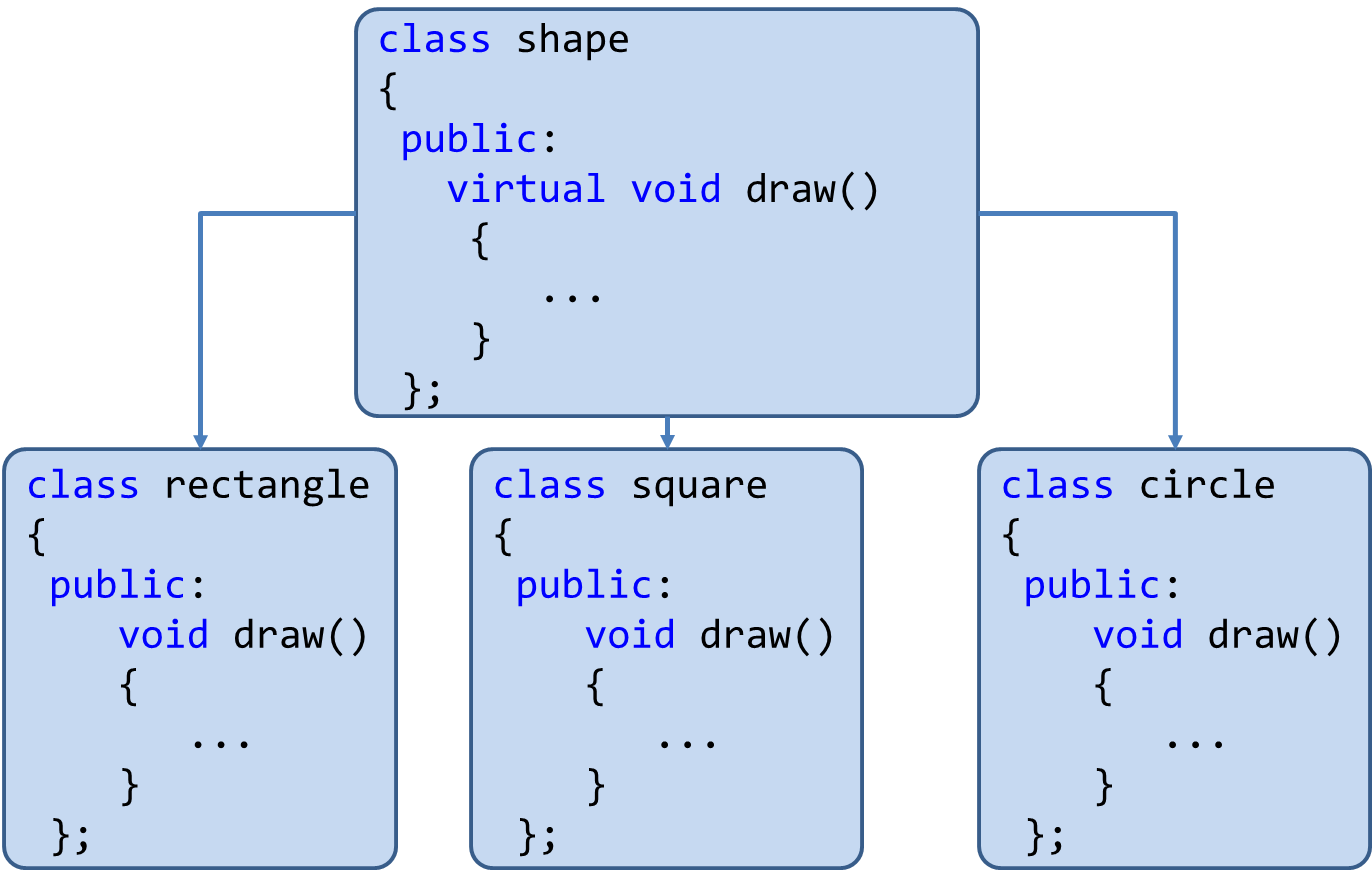 class shape
{
public:
virtual void draw()
{
...
}
};
class rectangle
{
public:
void draw()
{
...
}
};
class square
{
public:
void draw()
{
...
}
};
class circle
{
public:
void draw()
{
...
}
};